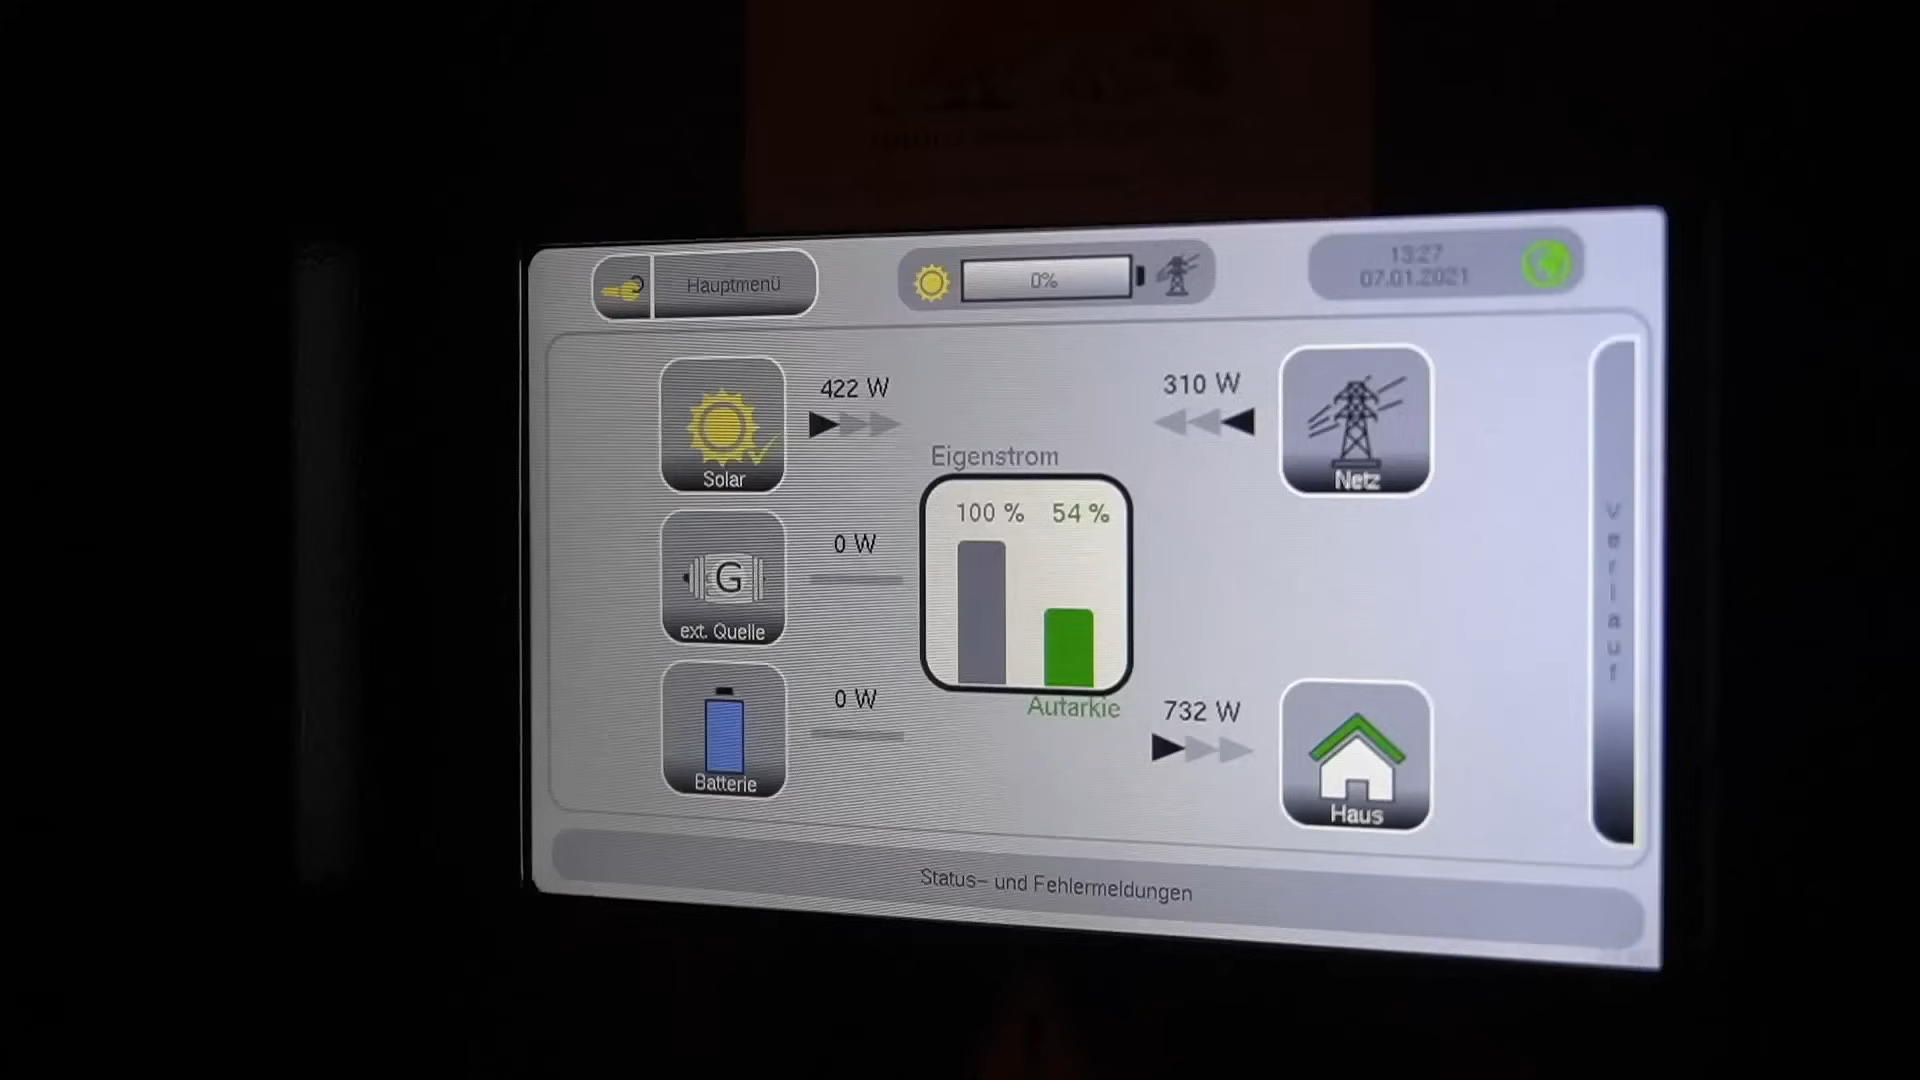 Hauptmenü
0%
13:27
07.01.2021
422 W
310 W
Solar
Netz
Eigenstrom
100 % 54 %
0 W
G
ext. Quelle
0 W
Autarkie
732 W
Batterie
Haus
Verlauf
Status- und Fehlermeldungen